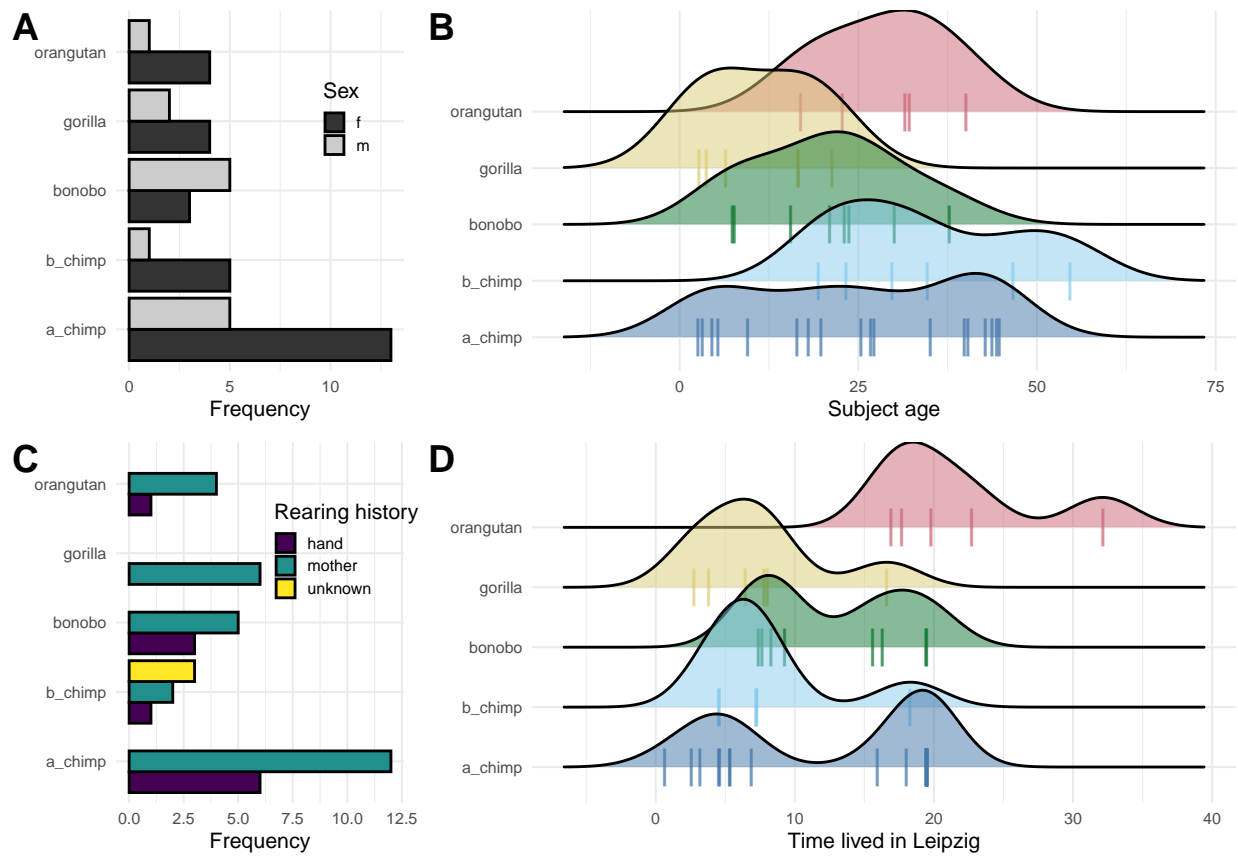 A
orangutan
gorilla
bonobo
b_chimp
a_chimp
0 5 10
Frequency
Sex
f
m
B
orangutan
gorilla
bonobo
b_chimp
a_chimp
0 25 50 75
Subject age
C
orangutan
gorilla
bonobo
b_chimp
a_chimp
0.0 2.5 5.0 7.5 10.0 12.5
Frequency
Rearing history
hand
mother
unknown
D
orangutan
gorilla
bonobo
b_chimp
a_chimp
0 10 20 30 40
Time lived in Leipzig